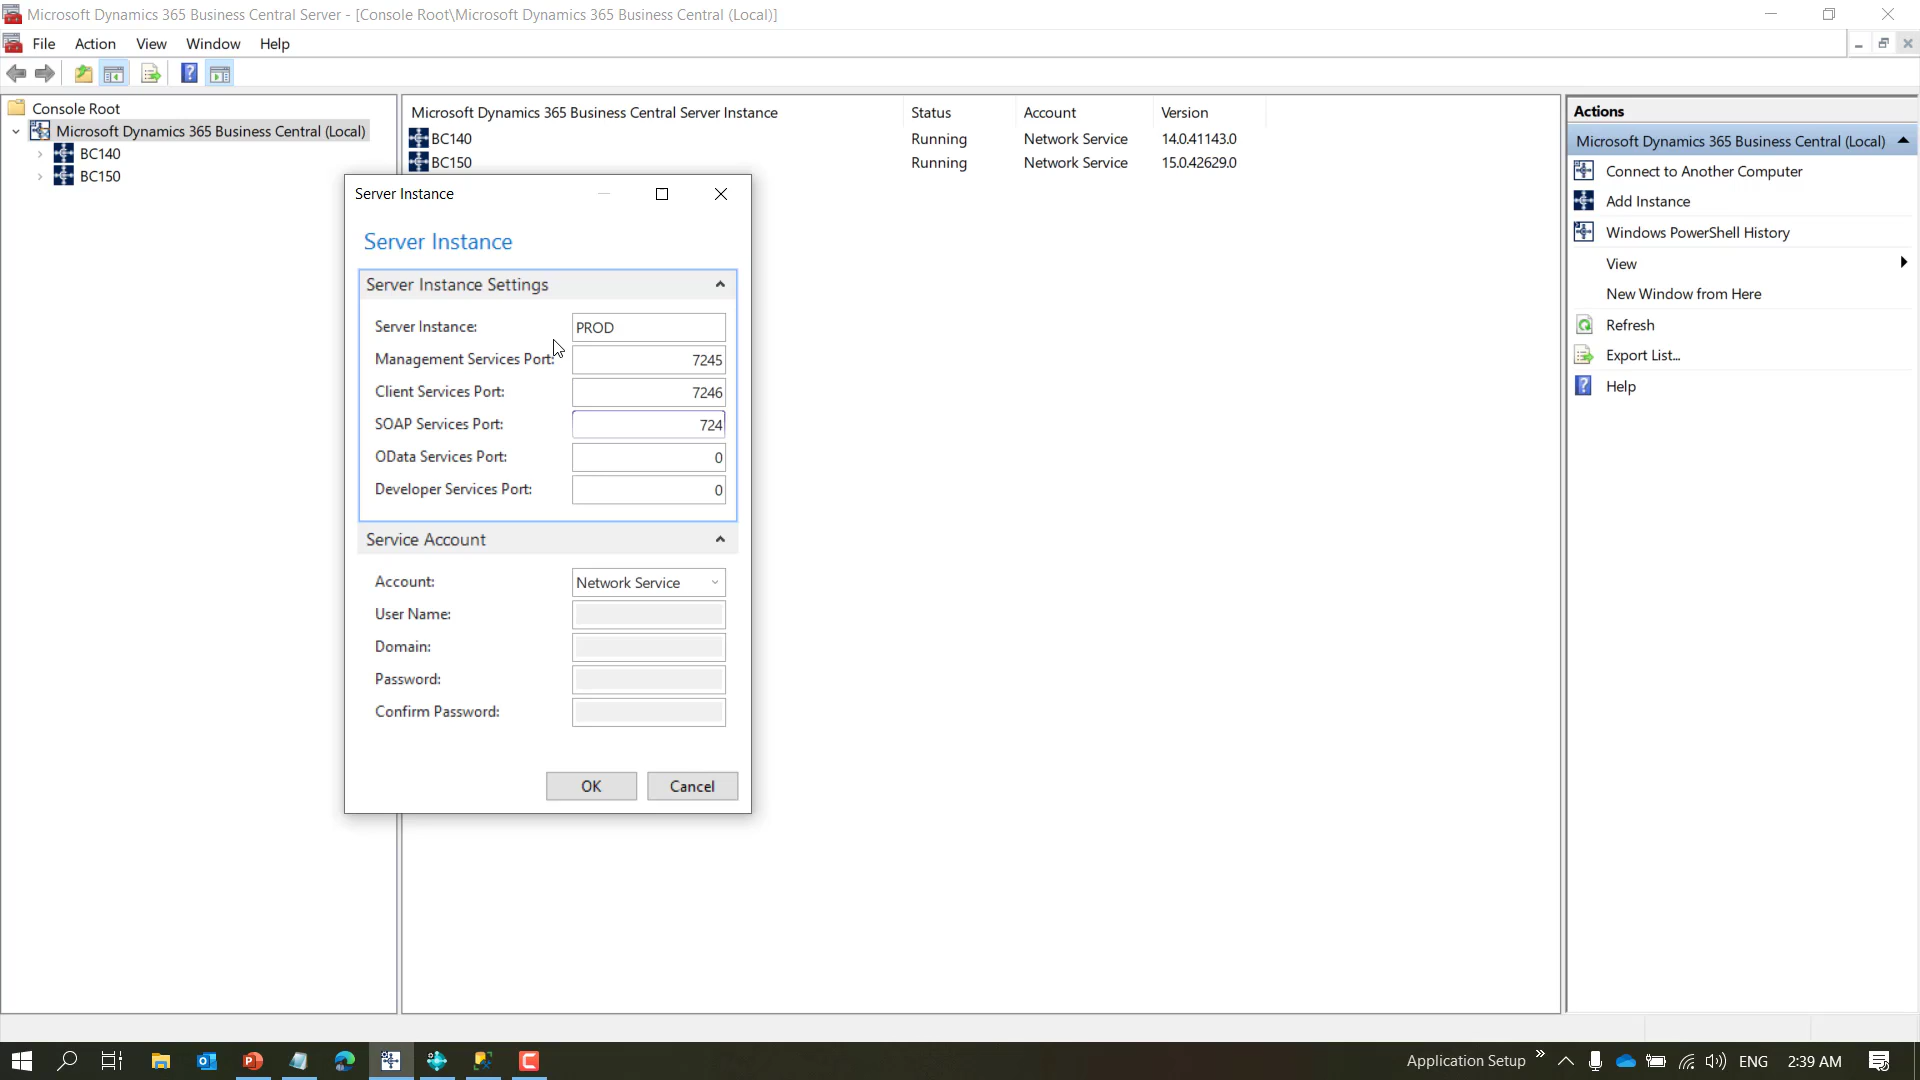 Microsoft Dynamics 365 Business Central Server - [Console Root\Microsoft Dynamics 365 Business Central (Local)]
File Action View Window Help
Console Root
Microsoft Dynamics 365 Business Central (Local)
BC140
BC150
Microsoft Dynamics 365 Business Central Server Instance Status Account Version
BC140 Running Network Service 14.0.41143.0
BC150 Running Network Service 15.0.42629.0
Server Instance
Server Instance
Server Instance Settings
Server Instance: PROD
Management Services Port: 7245
Client Services Port: 7246
SOAP Services Port: 724
OData Services Port: 0
Developer Services Port: 0
Service Account
Account: Network Service
User Name:
Domain:
Password:
Confirm Password:
OK Cancel
Actions
Microsoft Dynamics 365 Business Central (Local)
Connect to Another Computer
Add Instance
Windows PowerShell History
View
New Window from Here
Refresh
Export List...
Help
Application Setup ENG 2:39 AM